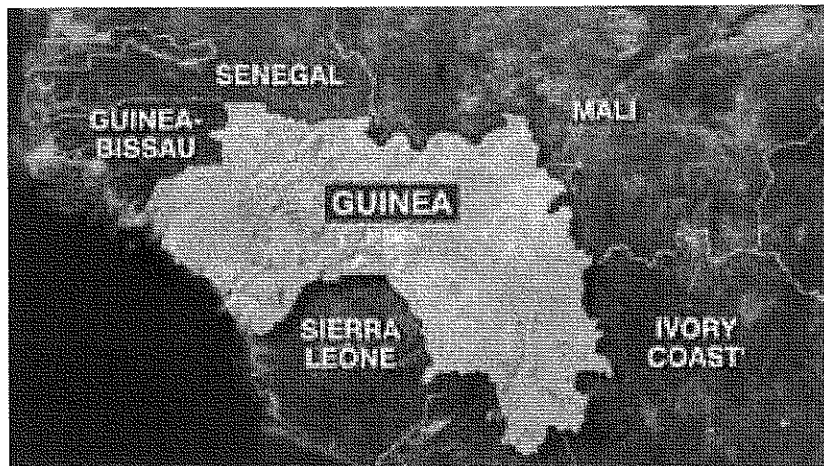 SENEGAL
GUINEA-
BISSAU
MALI
GUINEA
SIERRA
LEONE
IVORY
COAST